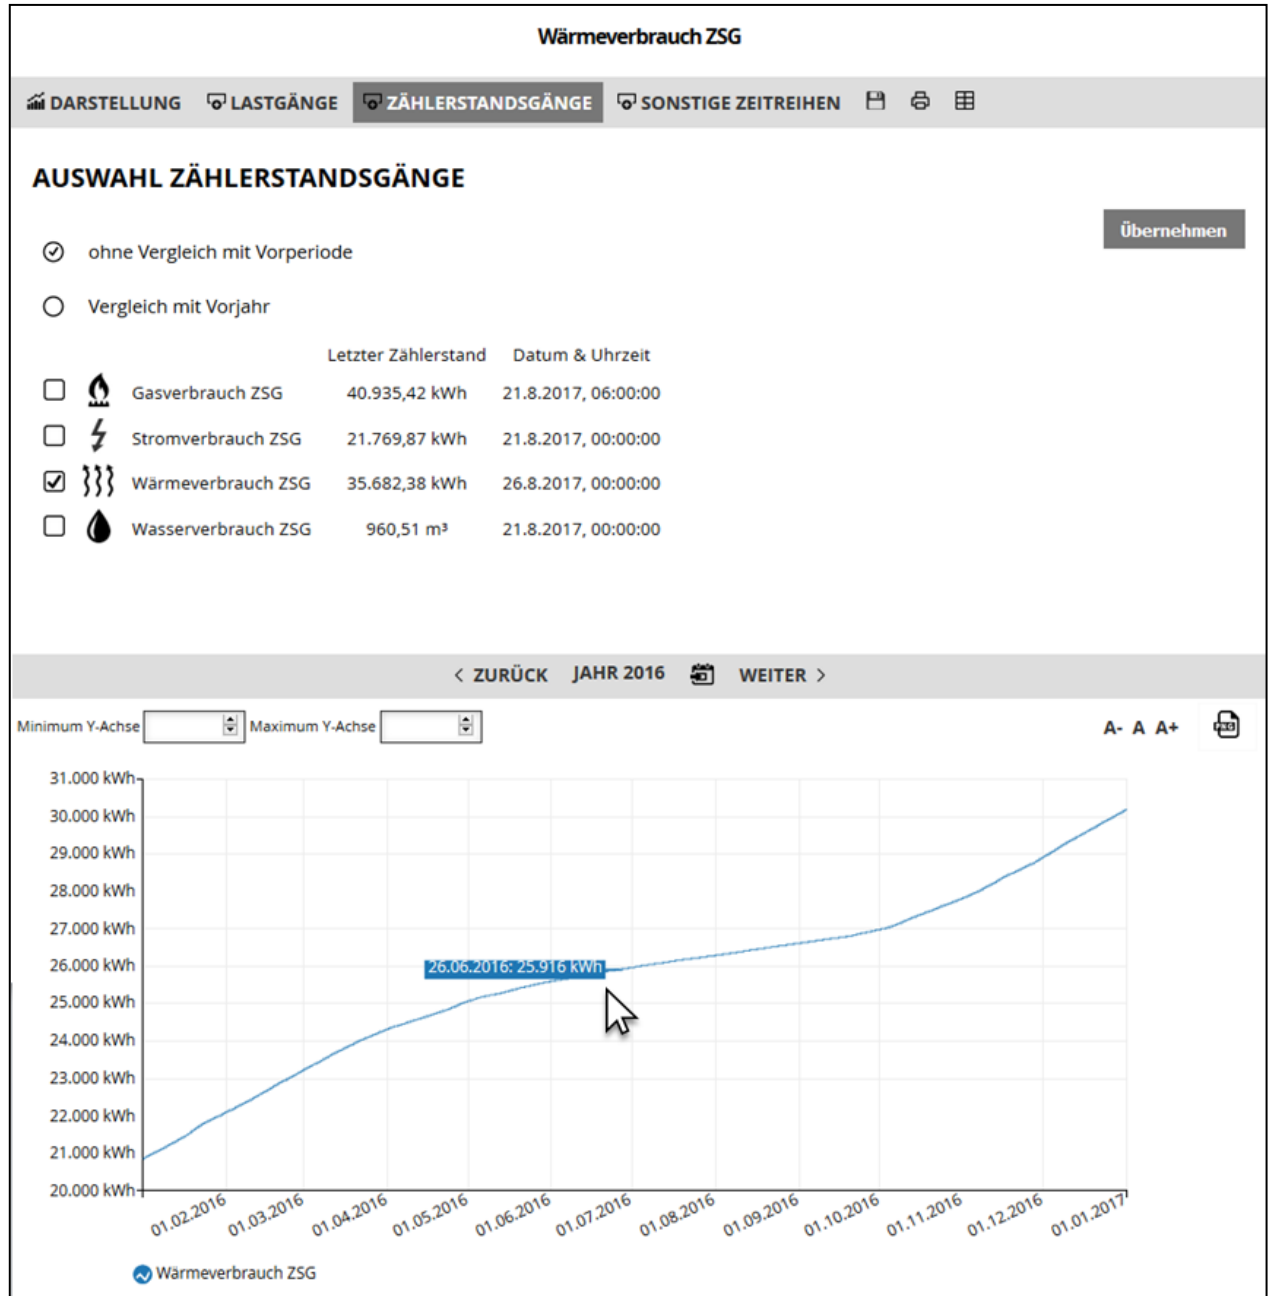 Wärmeverbrauch ZSG
DARSTELLUNG LASTGÄNGE ZÄHLERSTANDSGÄNGE SONSTIGE ZEITREIHEN
AUSWAHL ZÄHLERSTANDSGÄNGE
Übernehmen
ohne Vergleich mit Vorperiode
Vergleich mit Vorjahr
Letzter Zählerstand Datum & Uhrzeit
Gasverbrauch ZSG 40.935,42 kWh 21.8.2017, 06:00:00
Stromverbrauch ZSG 21.769,87 kWh 21.8.2017, 00:00:00
Wärmeverbrauch ZSG 35.682,38 kWh 26.8.2017, 00:00:00
Wasserverbrauch ZSG 960,51 m³ 21.8.2017, 00:00:00
< ZURÜCK JAHR 2016 WEITER >
Minimum Y-Achse Maximum Y-Achse A- A A+ PNG
31.000 kWh
30.000 kWh
29.000 kWh
28.000 kWh
27.000 kWh
26.000 kWh
26.06.2016: 25.916 kWh
25.000 kWh
24.000 kWh
23.000 kWh
22.000 kWh
21.000 kWh
20.000 kWh
01.02.2016 01.03.2016 01.04.2016 01.05.2016 01.06.2016 01.07.2016 01.08.2016 01.09.2016 01.10.2016 01.11.2016 01.12.2016 01.01.2017
Wärmeverbrauch ZSG